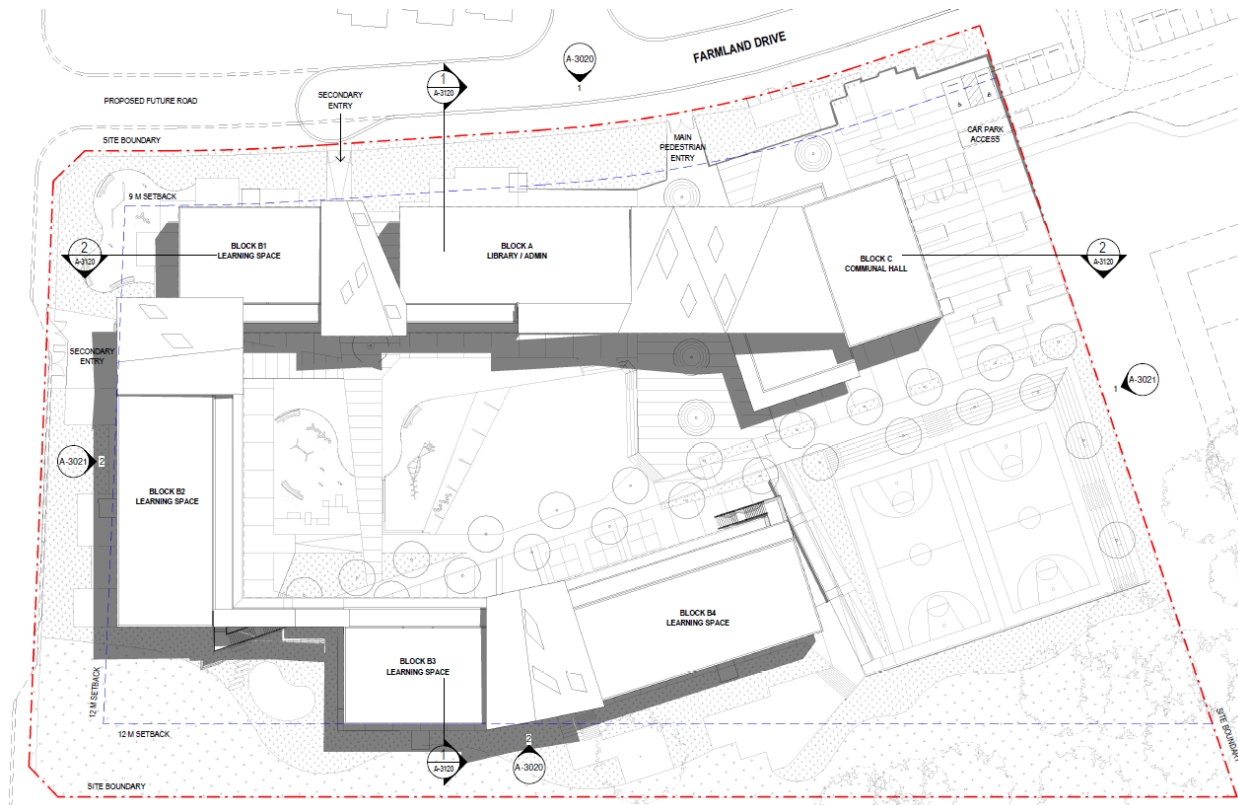 FARMLAND DRIVE
A-3020
1
1
A-3120
SECONDARY
ENTRY
PROPOSED FUTURE ROAD
SITE BOUNDARY
MAIN
PEDESTRIAN
ENTRY
CAR PARK
ACCESS
9 M SETBACK
2
A-3120
BLOCK B1
LEARNING SPACE
BLOCK A
LIBRARY / ADMIN
BLOCK C
COMMUNAL HALL
2
A-3120
SECONDARY
ENTRY
1
A-3021
A-3021
2
BLOCK B2
LEARNING SPACE
BLOCK B4
LEARNING SPACE
BLOCK B3
LEARNING SPACE
12 M SETBACK
12 M SETBACK
2
A-3020
1
A-3120
SITE BOUNDARY
SITE BOUNDARY